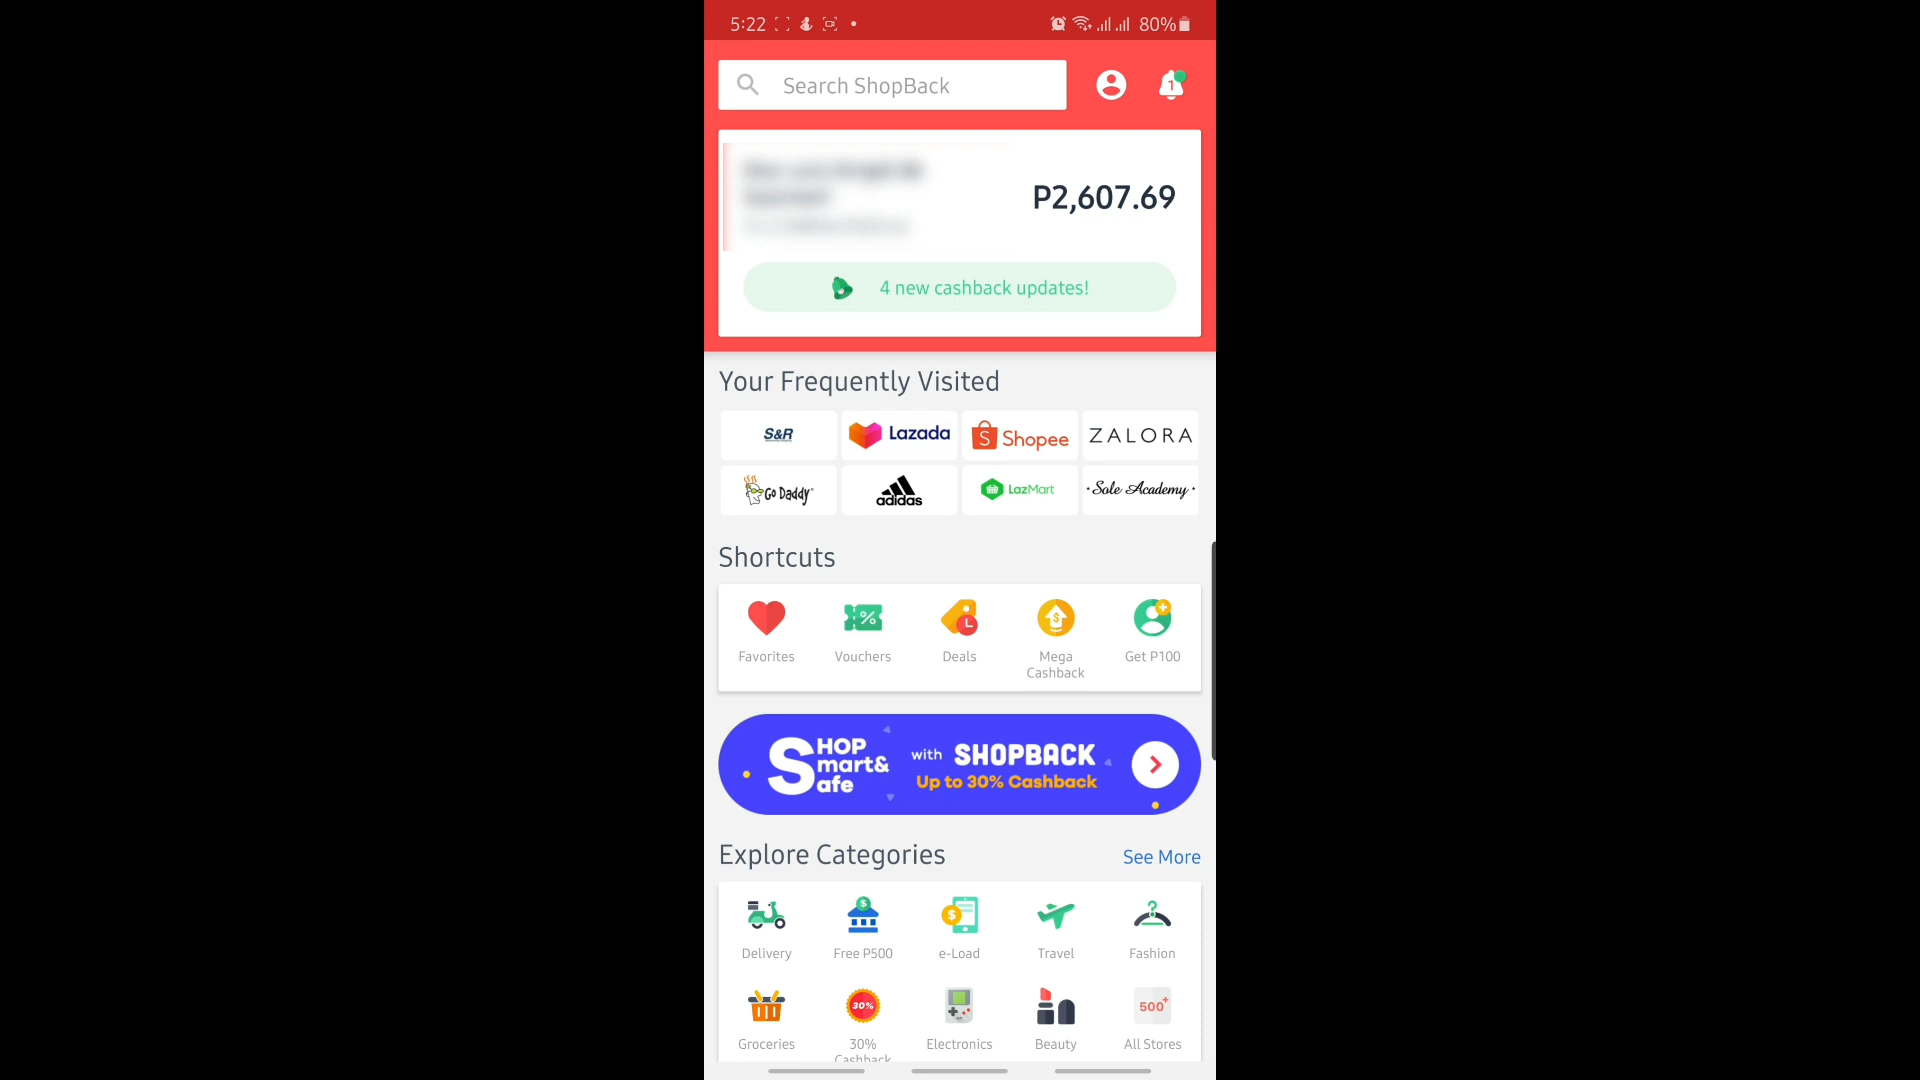 5:22
80%
Search ShopBack
1
P2,607.69
4 new cashback updates!
Your Frequently Visited
S&R
Lazada
Shopee
ZALORA
Go Daddy
adidas
LazMart
·Sole Academy·
Shortcuts
Favorites
Vouchers
Deals
Mega
Cashback
Get P100
SHOP
Smart&
Safe
with SHOPBACK
Up to 30% Cashback
Explore Categories
See More
Delivery
Free P500
e-Load
Travel
Fashion
30%
500+
Groceries
30%
Cashback
Electronics
Beauty
All Stores